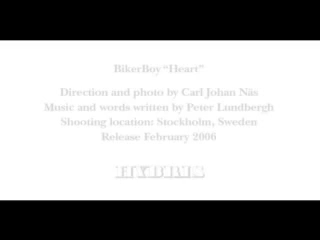 BikerBoy "Heart"
Direction and photo by Carl Johan Näs
Music and words written by Peter Lundbergh
Shooting location: Stockholm, Sweden
Release February 2006